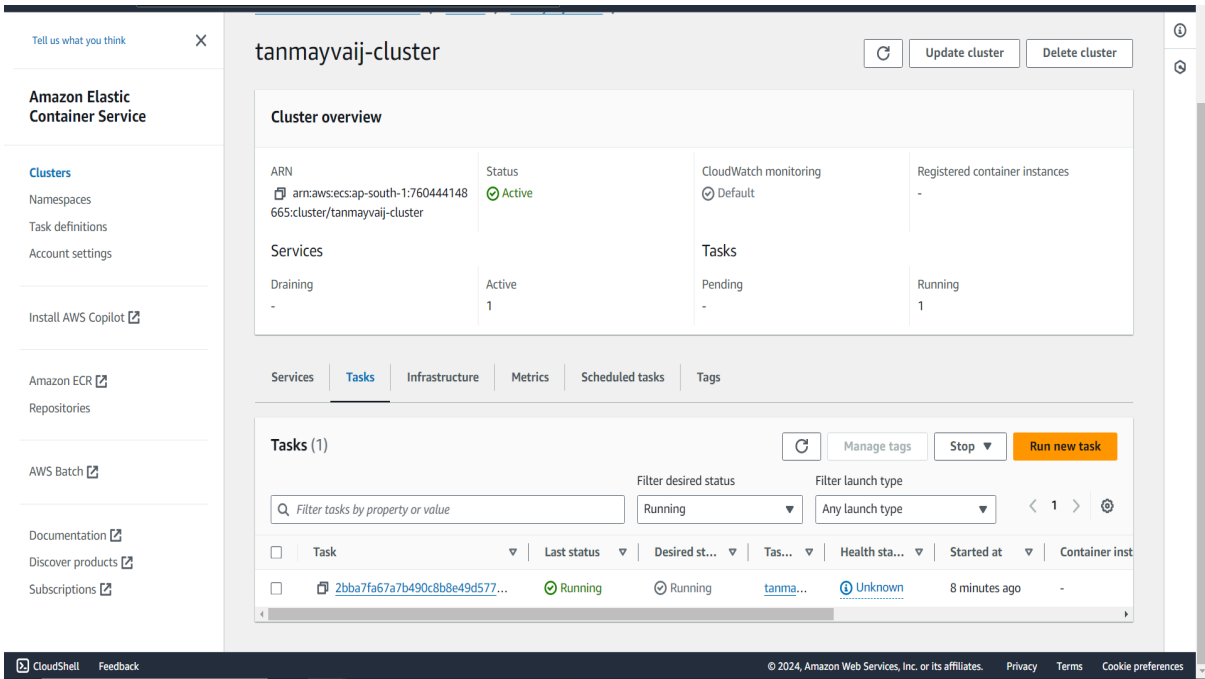 Tell us what you think
Amazon Elastic
Container Service
Clusters
Namespaces
Task definitions
Account settings
Install AWS Copilot
Amazon ECR
Repositories
AWS Batch
Documentation
Discover products
Subscriptions
tanmayvaij-cluster
Update cluster
Delete cluster
Cluster overview
ARN
arn:aws:ecs:ap-south-1:760444148
665:cluster/tanmayvaij-cluster
Status
Active
CloudWatch monitoring
Default
Registered container instances
-
Services
Tasks
Draining
-
Active
1
Pending
-
Running
1
Services Tasks Infrastructure Metrics Scheduled tasks Tags
Tasks (1)
Manage tags
Stop
Run new task
Filter desired status
Filter launch type
Filter tasks by property or value
Running
Any launch type
1
Task Last status Desired st... Tas... Health sta... Started at Container inst
2bba7fa67a7b490c8b8e49d577... Running Running tanma... Unknown 8 minutes ago -
CloudShell Feedback © 2024, Amazon Web Services, Inc. or its affiliates. Privacy Terms Cookie preferences